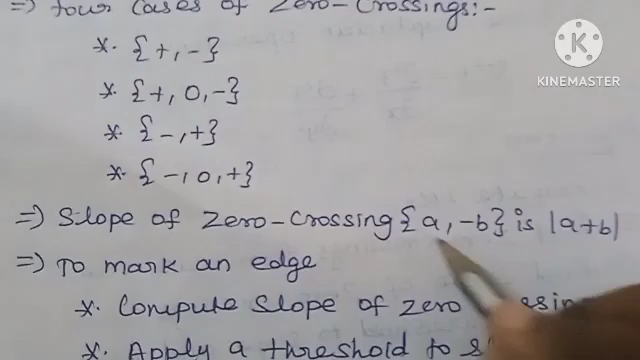 => Four cases of Zero-Crossings:-
*. {+,-}
*. {+, 0, -}
*. {-, +}
*. {-, 0, +}
=> Slope of Zero-Crossing {a, -b} is |a+b|
=> To mark an edge
*. Compute slope of zero
*. Apply a threshold to
KINEMASTER